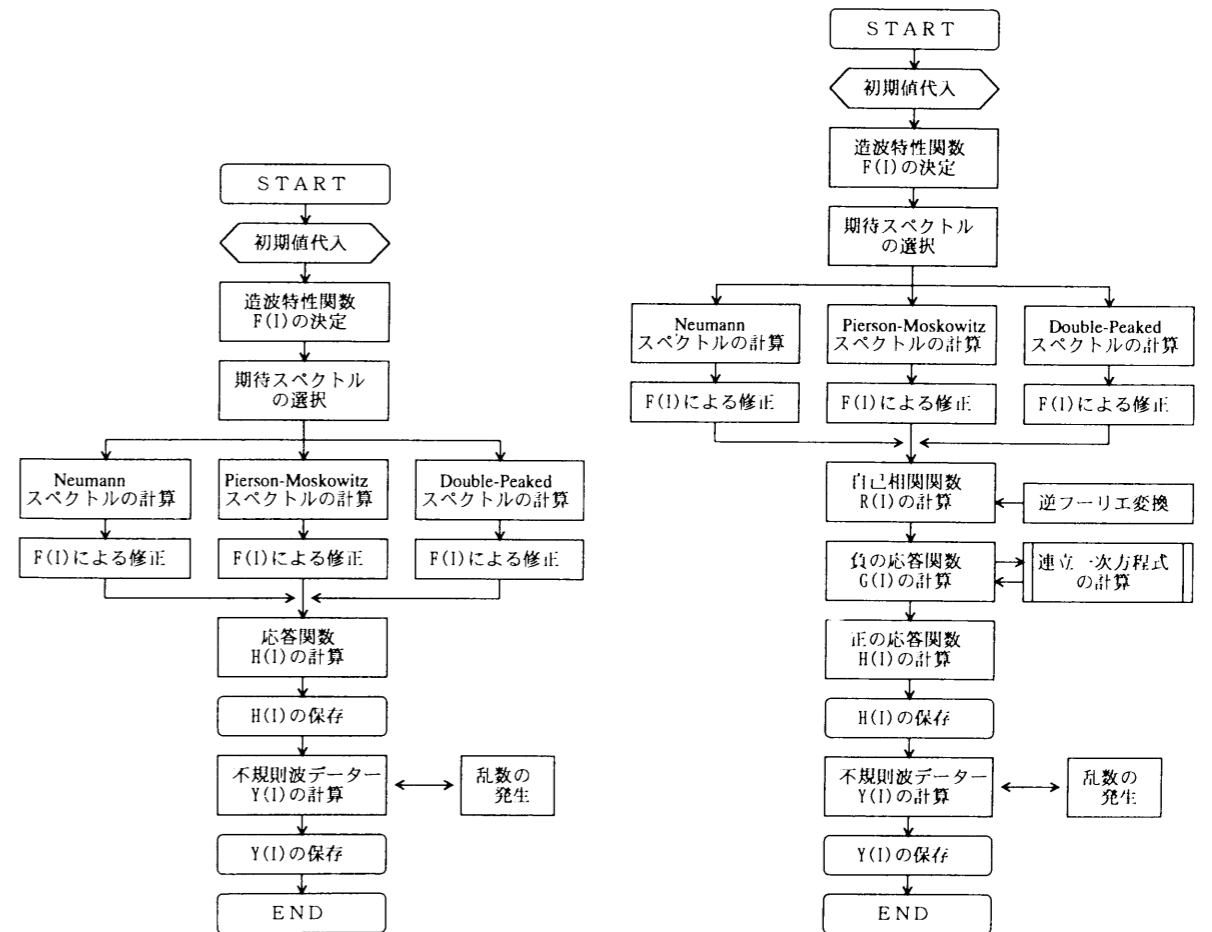 START
初期値代入
造波特性関数
F(I)の決定
期待スペクトル
の選択
Neumann
スペクトルの計算
Pierson-Moskowitz
スペクトルの計算
Double-Peaked
スペクトルの計算
F(I)による修正
F(I)による修正
F(I)による修正
応答関数
H(I)の計算
H(I)の保存
不規則波データー
Y(I)の計算
乱数の
発生
Y(I)の保存
END
START
初期値代入
造波特性関数
F(I)の決定
期待スペクトル
の選択
Neumann
スペクトルの計算
Pierson-Moskowitz
スペクトルの計算
Double-Peaked
スペクトルの計算
F(I)による修正
F(I)による修正
F(I)による修正
自己相関関数
R(I)の計算
逆フーリエ変換
負の応答関数
G(I)の計算
連立一次方程式
の計算
正の応答関数
H(I)の計算
H(I)の保存
不規則波データー
Y(I)の計算
乱数の
発生
Y(I)の保存
END